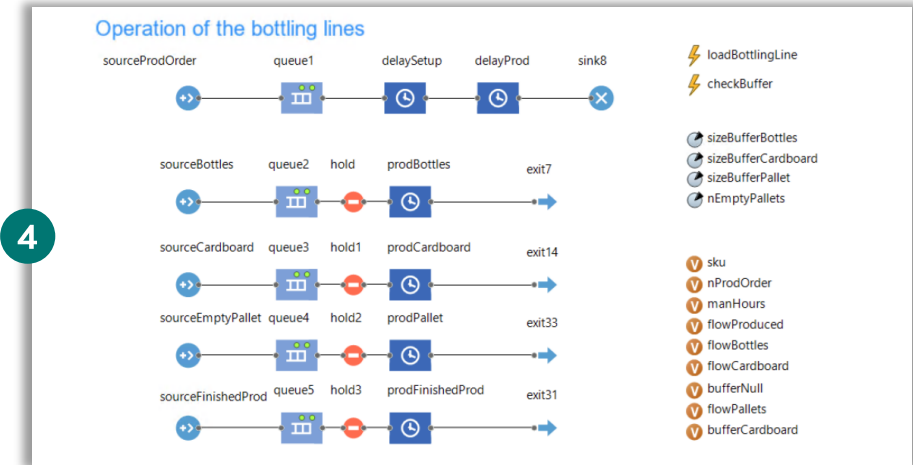 Operation of the bottling lines
sourceProdOrder queue1 delaySetup delayProd sink8
sourceBottles queue2 hold prodBottles exit7
4
sourceCardboard queue3 hold1 prodCardboard exit14
sourceEmptyPallet queue4 hold2 prodPallet exit33
sourceFinishedProd queue5 hold3 prodFinishedProd exit31
loadBottlingLine
checkBuffer
sizeBufferBottles
sizeBufferCardboard
sizeBufferPallet
nEmptyPallets
V sku
V nProdOrder
V manHours
V flowProduced
V flowBottles
V flowCardboard
V bufferNull
V flowPallets
V bufferCardboard